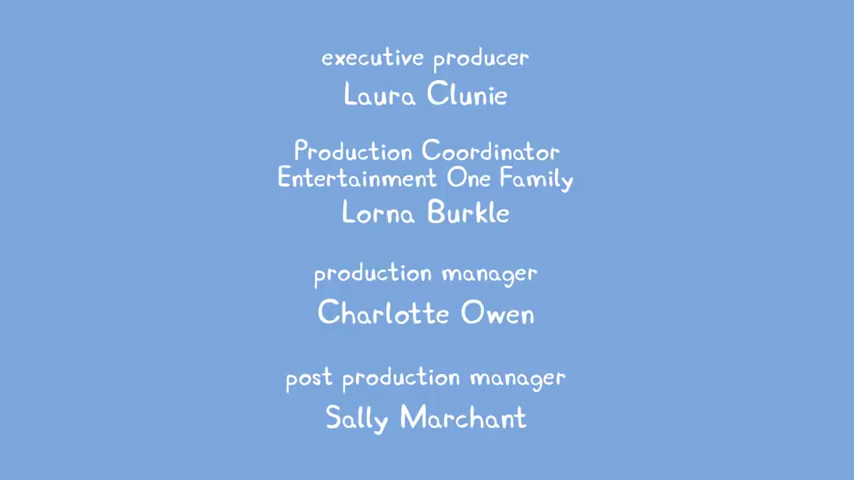 executive producer
Laura Clunie
Production Coordinator
Entertainment One Family
Lorna Burkle
production manager
Charlotte Owen
post production manager
Sally Marchant